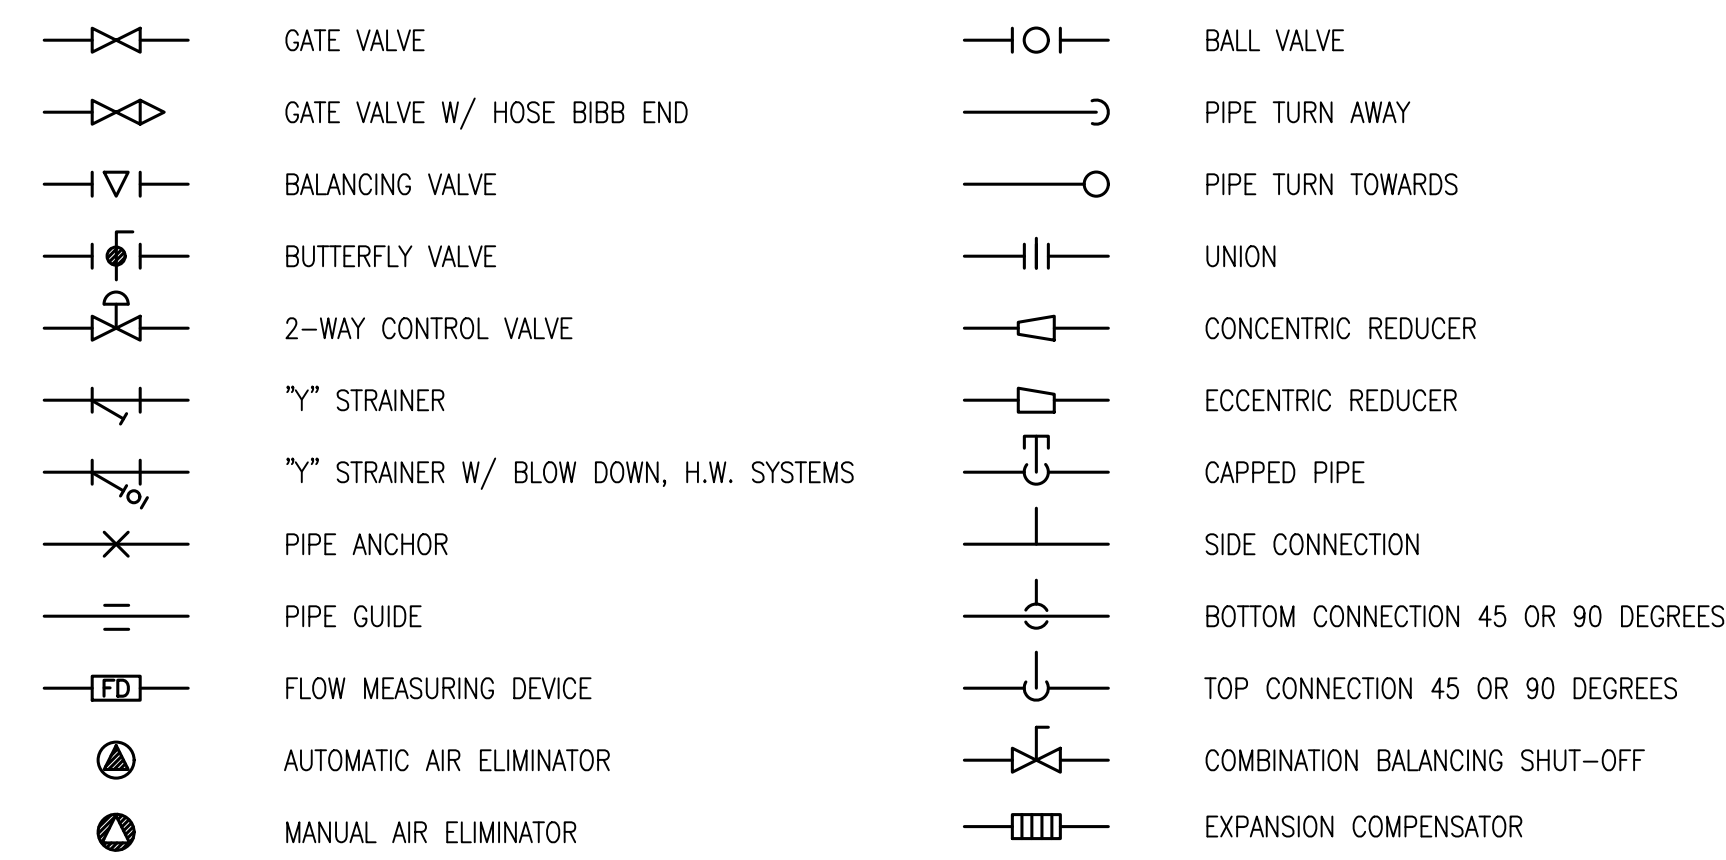 GATE VALVE
GATE VALVE W/ HOSE BIBB END
BALANCING VALVE
BUTTERFLY VALVE
2-WAY CONTROL VALVE
"Y" STRAINER
"Y" STRAINER W/ BLOW DOWN, H.W. SYSTEMS
PIPE ANCHOR
PIPE GUIDE
FD FLOW MEASURING DEVICE
AUTOMATIC AIR ELIMINATOR
MANUAL AIR ELIMINATOR
BALL VALVE
PIPE TURN AWAY
PIPE TURN TOWARDS
UNION
CONCENTRIC REDUCER
ECCENTRIC REDUCER
CAPPED PIPE
SIDE CONNECTION
BOTTOM CONNECTION 45 OR 90 DEGREES
TOP CONNECTION 45 OR 90 DEGREES
COMBINATION BALANCING SHUT-OFF
EXPANSION COMPENSATOR